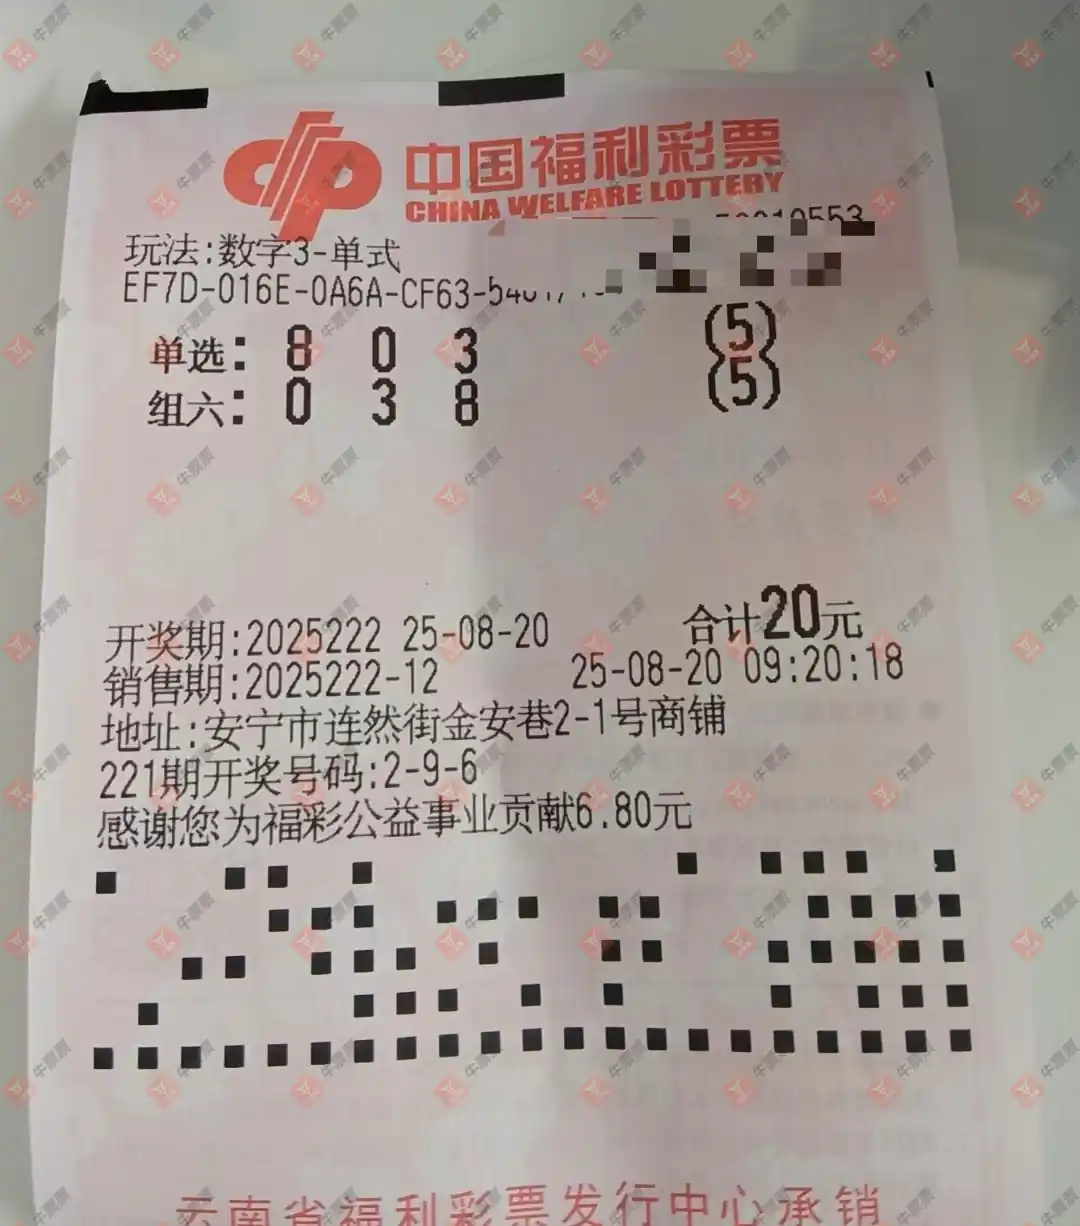 中国福利彩票
CHINA WELFARE LOTTERY
玩法:数字3-单式
EF7D-016E-0A6A-CF63-
单选: 8 0 3 (5)
组六: 0 3 8 (5)
合计20元
开奖期:2025222 25-08-20
销售期:2025222-12 25-08-20 09:20:18
地址:安宁市连然街金安巷2-1号商铺
221期开奖号码:2-9-6
感谢您为福彩公益事业贡献6.80元
云南省福利彩票发行中心承销
牛票票